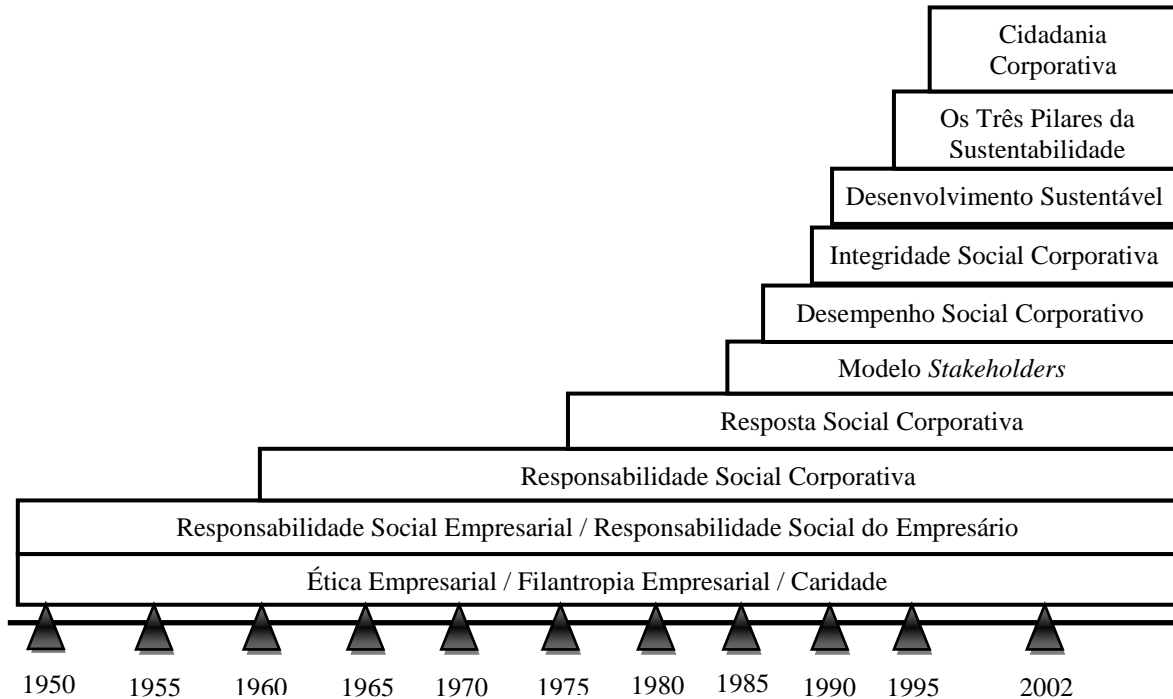 Cidadania
Corporativa
Os Três Pilares da
Sustentabilidade
Desenvolvimento Sustentável
Integridade Social Corporativa
Desempenho Social Corporativo
Modelo Stakeholders
Resposta Social Corporativa
Responsabilidade Social Corporativa
Responsabilidade Social Empresarial / Responsabilidade Social do Empresário
Ética Empresarial / Filantropia Empresarial / Caridade
1950 1955 1960 1965 1970 1975 1980 1985 1990 1995 2002